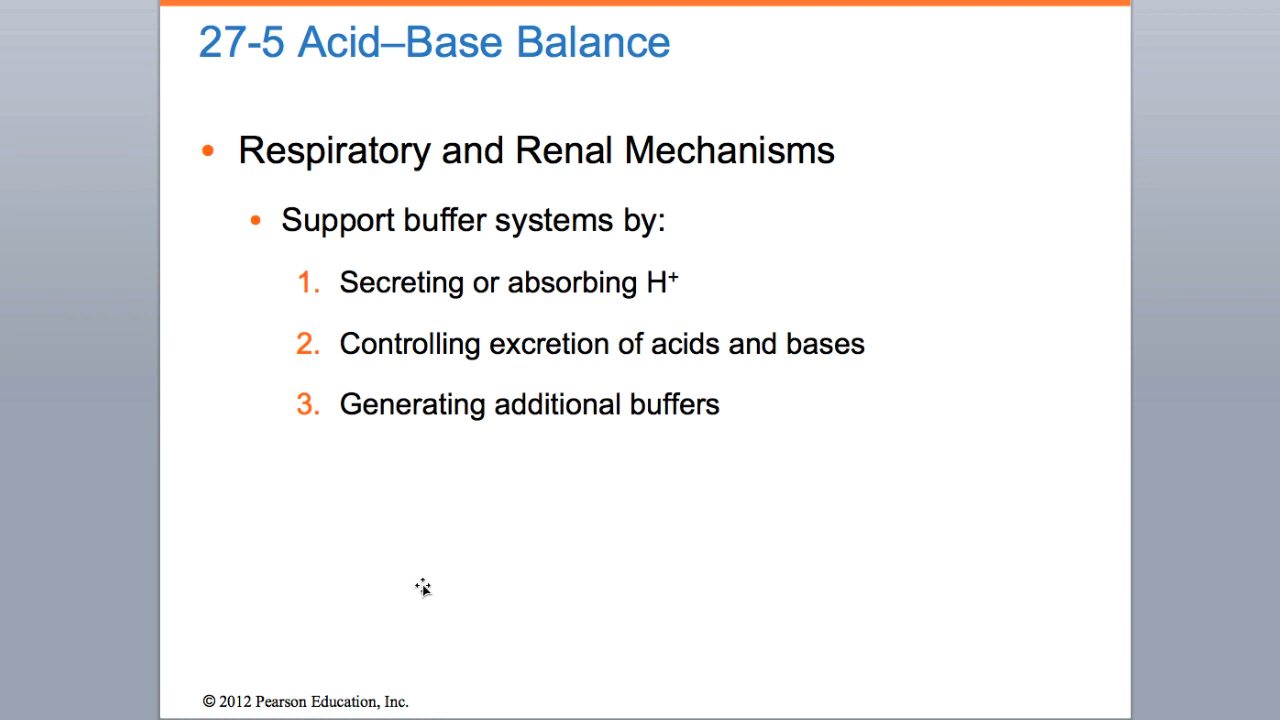 27-5 Acid–Base Balance
• Respiratory and Renal Mechanisms
• Support buffer systems by:
1. Secreting or absorbing H⁺
2. Controlling excretion of acids and bases
3. Generating additional buffers
© 2012 Pearson Education, Inc.